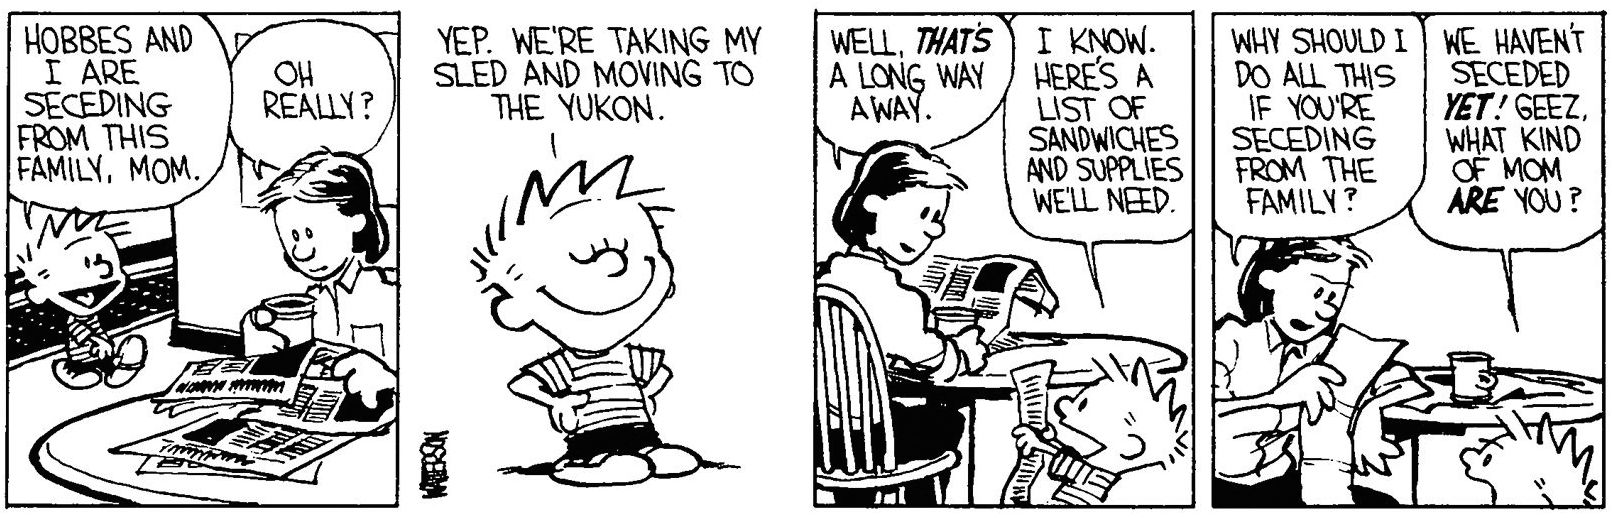 HOBBES AND
I ARE
SECEDING
FROM THIS
FAMILY, MOM.
OH
REALLY?
YEP. WE'RE TAKING MY
SLED AND MOVING TO
THE YUKON.
WATTERSON
WELL, THAT'S
A LONG WAY
AWAY.
I KNOW.
HERE'S A
LIST OF
SANDWICHES
AND SUPPLIES
WE'LL NEED.
WHY SHOULD I
DO ALL THIS
IF YOU'RE
SECEDING
FROM THE
FAMILY?
WE HAVEN'T
SECEDED
YET! GEEZ,
WHAT KIND
OF MOM
ARE YOU?